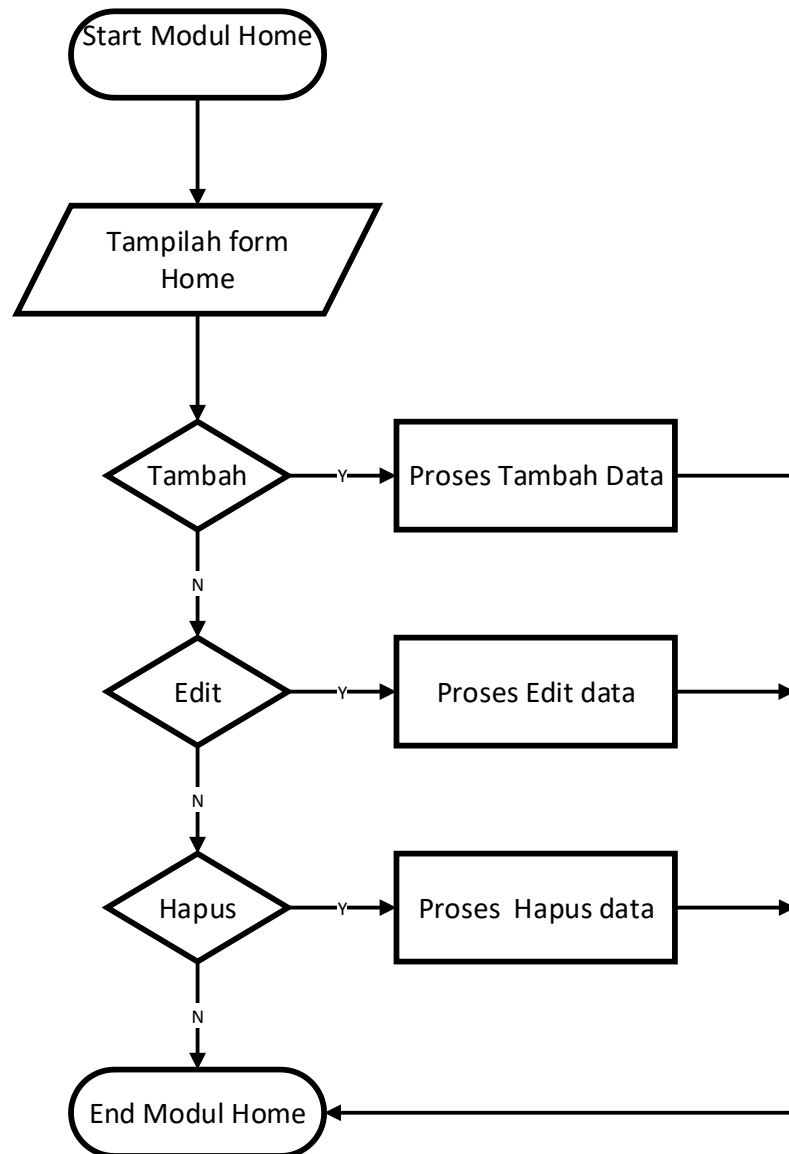 Start Modul Home
Tampilah form
Home
Tambah
Y
Proses Tambah Data
N
Edit
Y
Proses Edit data
N
Hapus
Y
Proses  Hapus data
N
End Modul Home